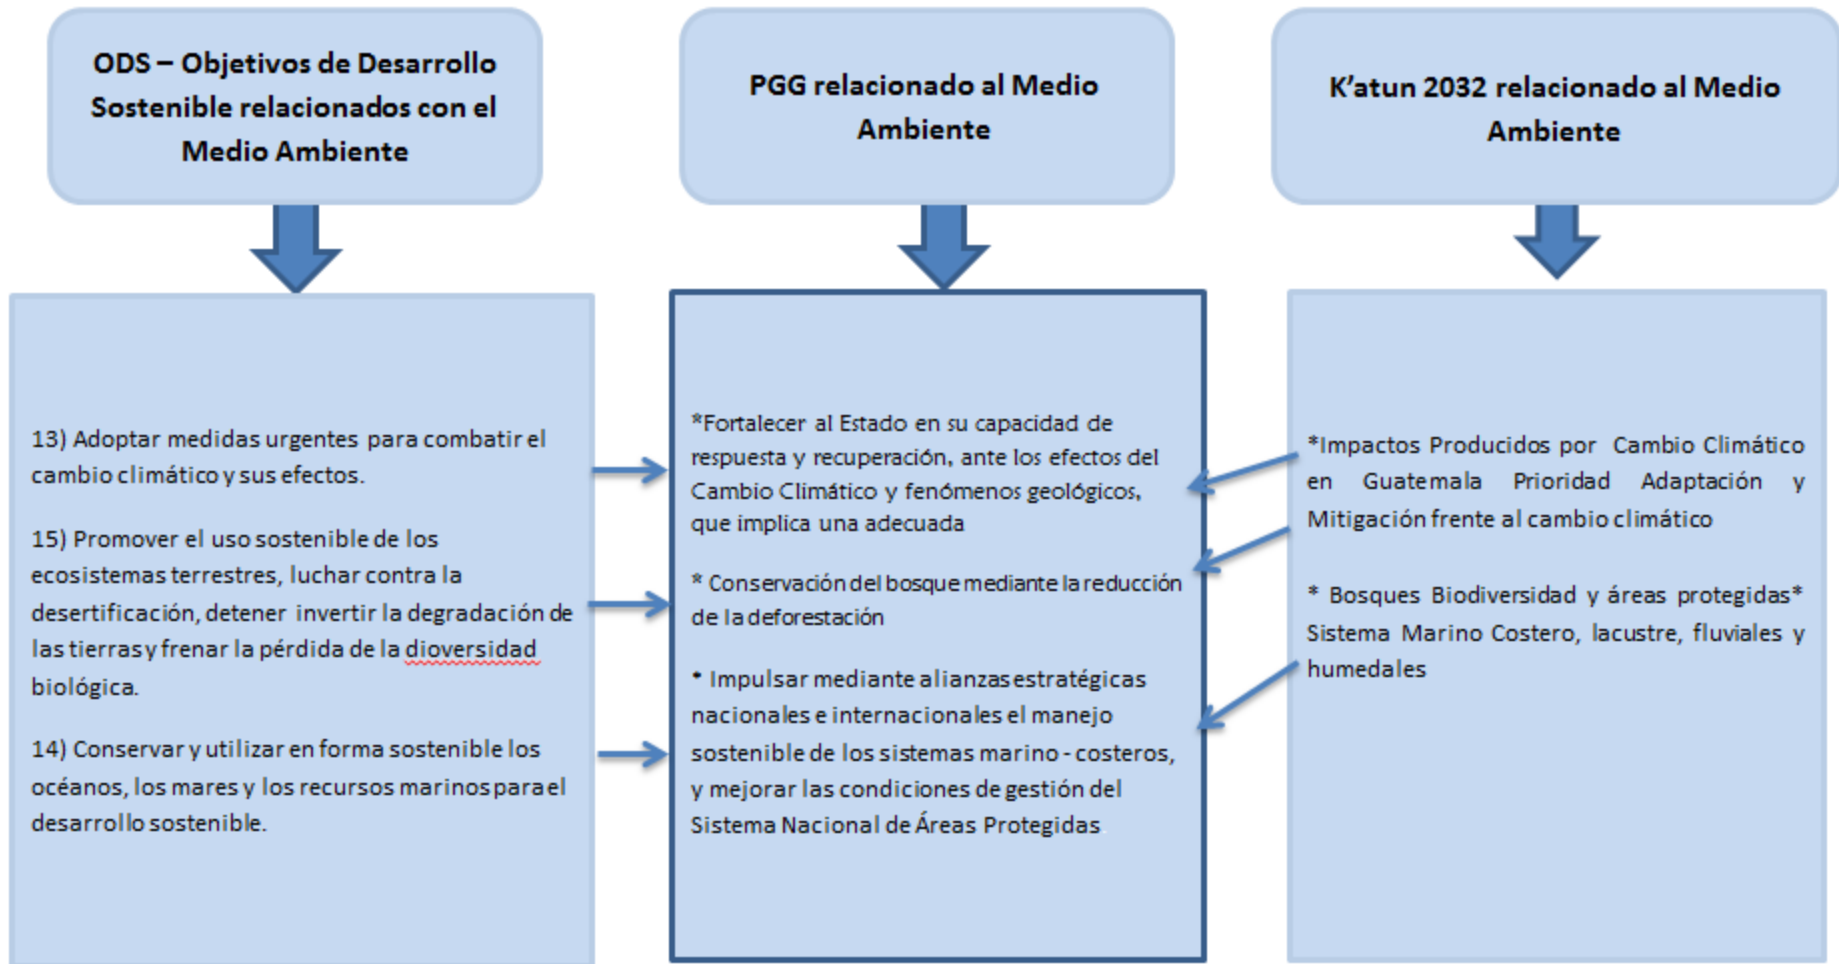 ODS – Objetivos de Desarrollo
Sostenible relacionados con el
Medio Ambiente
PGG relacionado al Medio
Ambiente
K'atun 2032 relacionado al Medio
Ambiente
13) Adoptar medidas urgentes para combatir el
cambio climático y sus efectos.
15) Promover el uso sostenible de los
ecosistemas terrestres, luchar contra la
desertificación, detener invertir la degradación de
las tierras y frenar la pérdida de la dioversidad
biológica.
14) Conservar y utilizar en forma sostenible los
océanos, los mares y los recursos marinos para el
desarrollo sostenible.
*Fortalecer al Estado en su capacidad de
respuesta y recuperación, ante los efectos del
Cambio Climático y fenómenos geológicos,
que implica una adecuada
* Conservación del bosque mediante la reducción
de la deforestación
* Impulsar mediante alianzas estratégicas
nacionales e internacionales el manejo
sostenible de los sistemas marino - costeros,
y mejorar las condiciones de gestión del
Sistema Nacional de Áreas Protegidas
*Impactos Producidos por Cambio Climático
en Guatemala Prioridad Adaptación y
Mitigación frente al cambio climático
* Bosques Biodiversidad y áreas protegidas*
Sistema Marino Costero, lacustre, fluviales y
humedales